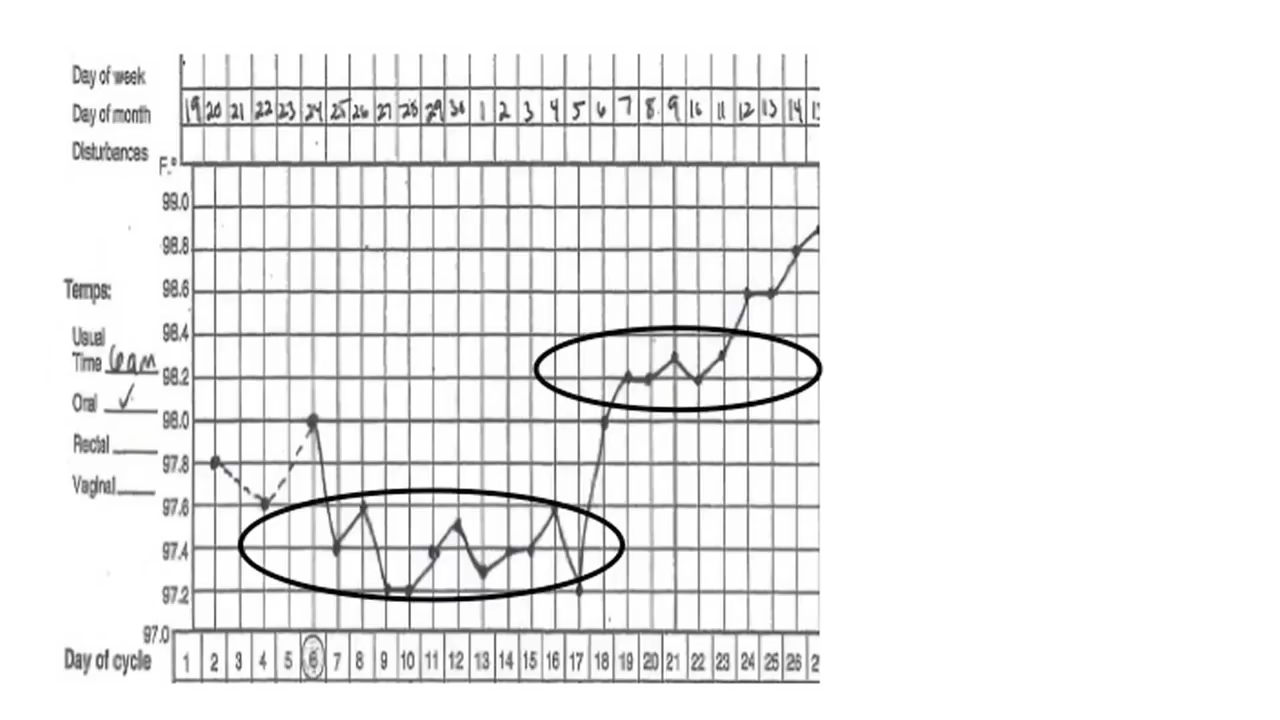 Day of week
Day of month 19 20 21 22 23 24 25 26 27 28 29 30 1 2 3 4 5 6 7 8 9 10 11 12 13 14
Disturbances
F.°
99.0
98.8
Temps: 98.6
98.4
Usual
Time 6am 98.2
Oral ✓
98.0
Rectal
97.8
Vaginal
97.6
97.4
97.2
97.0
Day of cycle 1 2 3 4 5 6 7 8 9 10 11 12 13 14 15 16 17 18 19 20 21 22 23 24 25 26